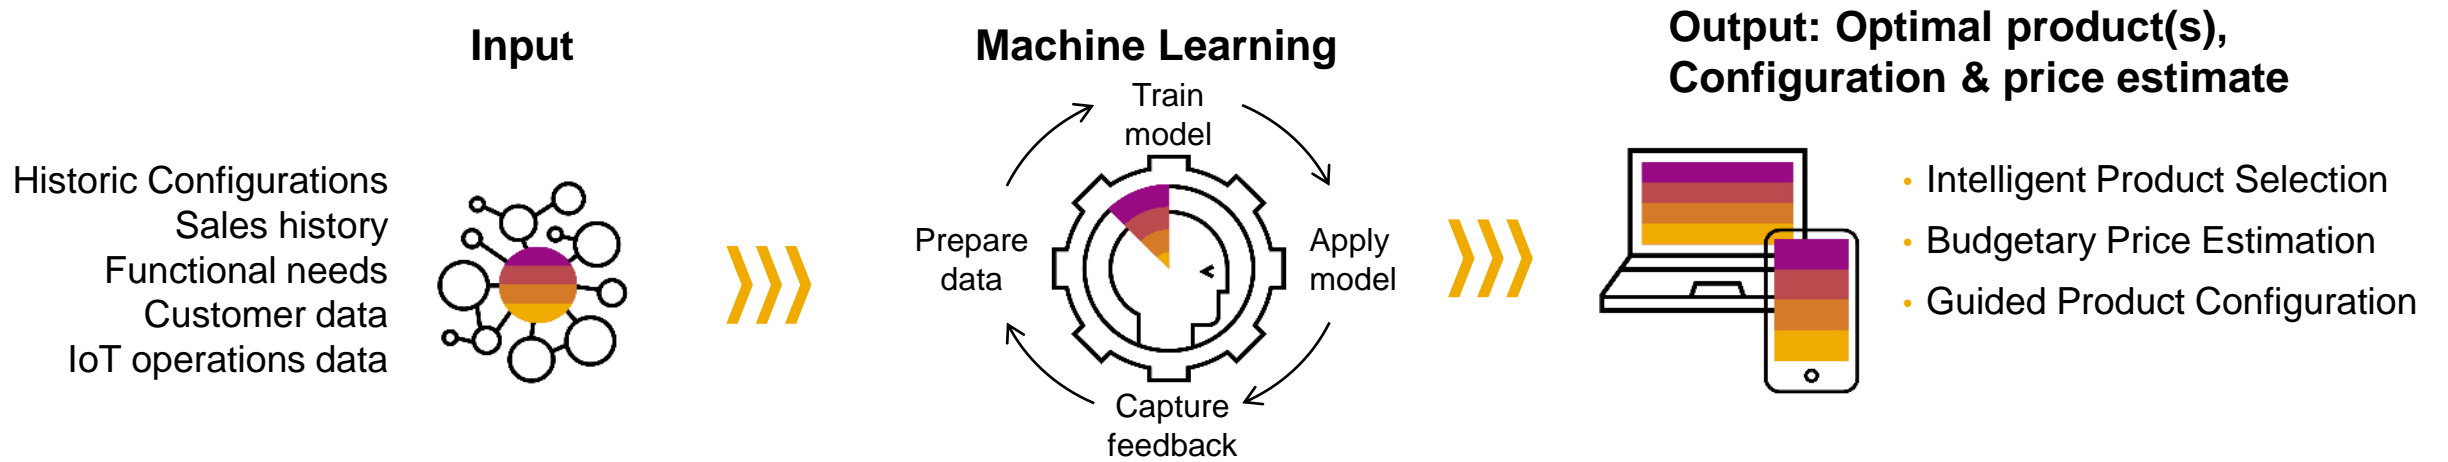 Input
Historic Configurations
Sales history
Functional needs
Customer data
IoT operations data
Machine Learning
Train
model
Prepare
data
Apply
model
Capture
feedback
Output: Optimal product(s),
Configuration & price estimate
• Intelligent Product Selection
• Budgetary Price Estimation
• Guided Product Configuration